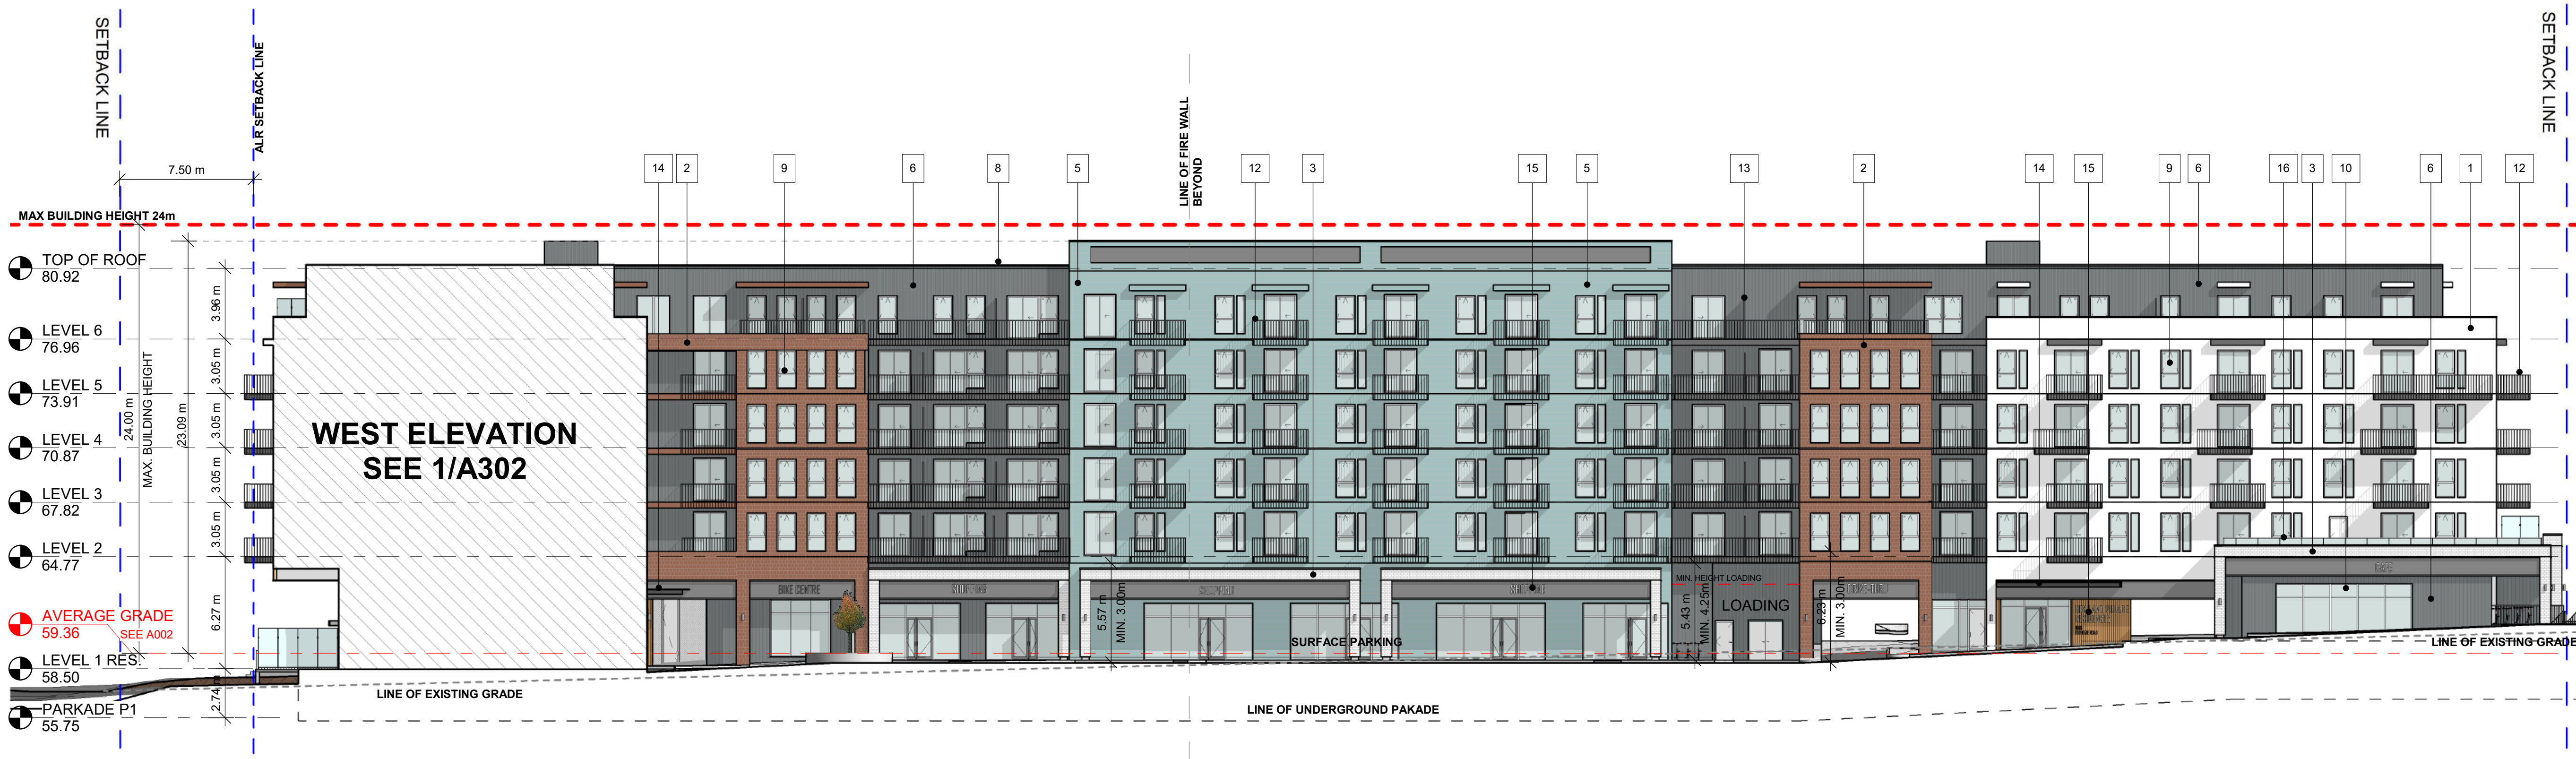 SETBACK LINE
ALR SETBACK LINE
LINE OF FIRE WALL
BEYOND
SETBACK LINE
7.50 m
14
2
9
6
8
5
12
3
15
5
13
2
14
15
9
6
16
3
10
6
1
12
MAX BUILDING HEIGHT 24m
TOP OF ROOF
80.92
LEVEL 6
76.96
LEVEL 5
73.91
LEVEL 4
70.87
LEVEL 3
67.82
LEVEL 2
64.77
AVERAGE GRADE
59.36
SEE A002
LEVEL 1 RES.
58.50
PARKADE P1
55.75
24.00 m
MAX. BUILDING HEIGHT
23.09 m
3.96 m
3.05 m
3.05 m
3.05 m
3.05 m
6.27 m
2.74 m
WEST ELEVATION
SEE 1/A302
BIKE CENTRE
5.57 m
MIN. 3.00m
SURFACE PARKING
MIN. HEIGHT LOADING
5.43 m
MIN. 4.25m
LOADING
6.23 m
MIN. 3.00m
LINE OF EXISTING GRADE
LINE OF EXISTING GRADE
LINE OF UNDERGROUND PAKADE